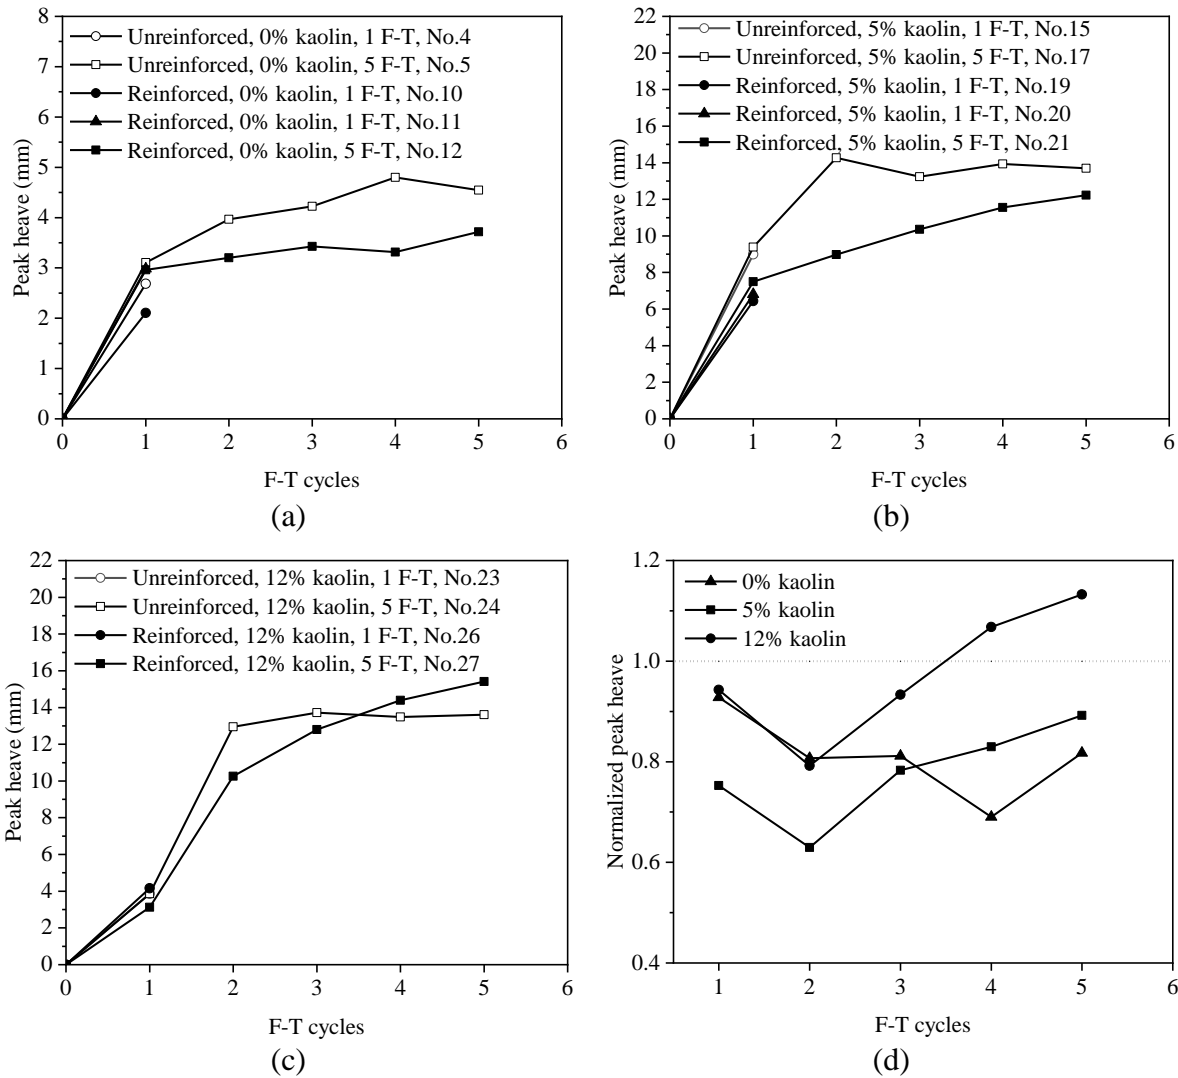 8
7
6
5
4
3
2
1
0
Peak heave (mm)
Unreinforced, 0% kaolin, 1 F-T, No.4
Unreinforced, 0% kaolin, 5 F-T, No.5
Reinforced, 0% kaolin, 1 F-T, No.10
Reinforced, 0% kaolin, 1 F-T, No.11
Reinforced, 0% kaolin, 5 F-T, No.12
0 1 2 3 4 5 6
F-T cycles
(a)
22
20
18
16
14
12
10
8
6
4
2
0
Peak heave (mm)
Unreinforced, 5% kaolin, 1 F-T, No.15
Unreinforced, 5% kaolin, 5 F-T, No.17
Reinforced, 5% kaolin, 1 F-T, No.19
Reinforced, 5% kaolin, 1 F-T, No.20
Reinforced, 5% kaolin, 5 F-T, No.21
0 1 2 3 4 5 6
F-T cycles
(b)
22
20
18
16
14
12
10
8
6
4
2
0
Peak heave (mm)
Unreinforced, 12% kaolin, 1 F-T, No.23
Unreinforced, 12% kaolin, 5 F-T, No.24
Reinforced, 12% kaolin, 1 F-T, No.26
Reinforced, 12% kaolin, 5 F-T, No.27
0 1 2 3 4 5 6
F-T cycles
(c)
1.2
1.0
0.8
0.6
0.4
Normalized peak heave
0% kaolin
5% kaolin
12% kaolin
1 2 3 4 5 6
F-T cycles
(d)